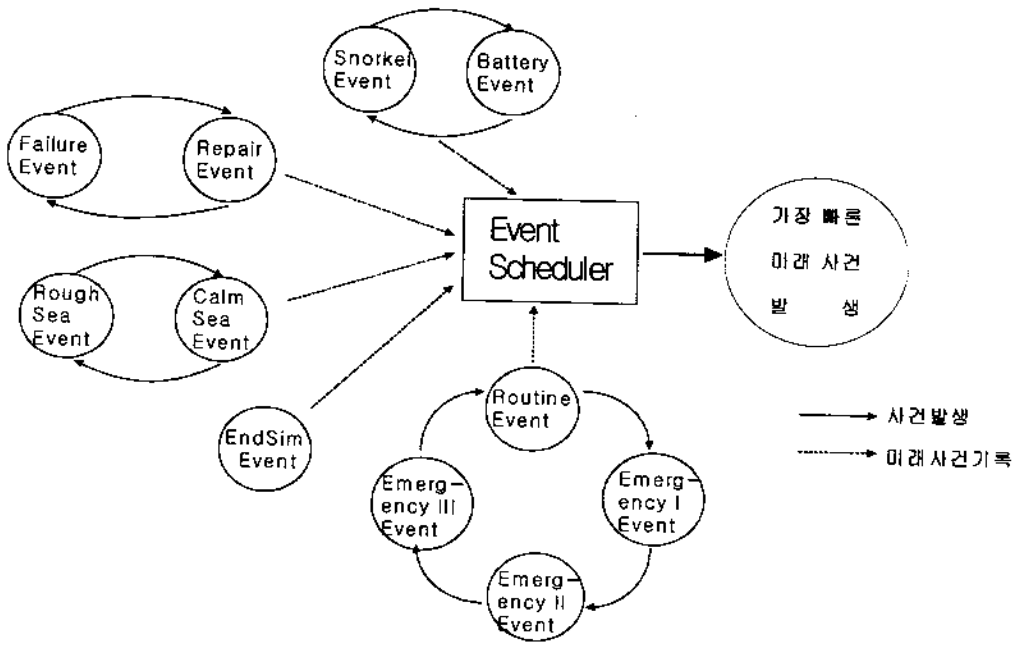 Snorkel
Event
Battery
Event
Failure
Event
Repair
Event
Event
Scheduler
가장 빠른
미래 사건
발 생
Rough
Sea
Event
Calm
Sea
Event
EndSim
Event
Routine
Event
사건발생
미래사건기록
Emerg-
ency III
Event
Emerg-
ency I
Event
Emerg-
ency II
Event